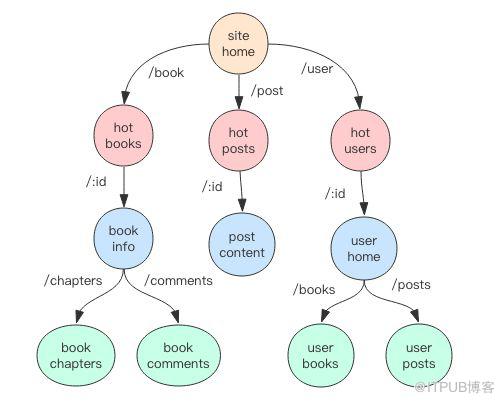 site
home
/book
/post
/user
hot
books
hot
posts
hot
users
/:id
/:id
/:id
book
info
post
content
user
home
/chapters
/comments
/books
/posts
book
chapters
book
comments
user
books
user
posts
@ITPUB博客